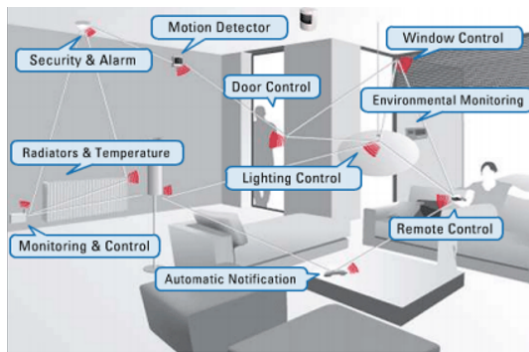 Motion Detector
Window Control
Security & Alarm
Door Control
Environmental Monitoring
Radiators & Temperature
Lighting Control
Remote Control
Monitoring & Control
Automatic Notification